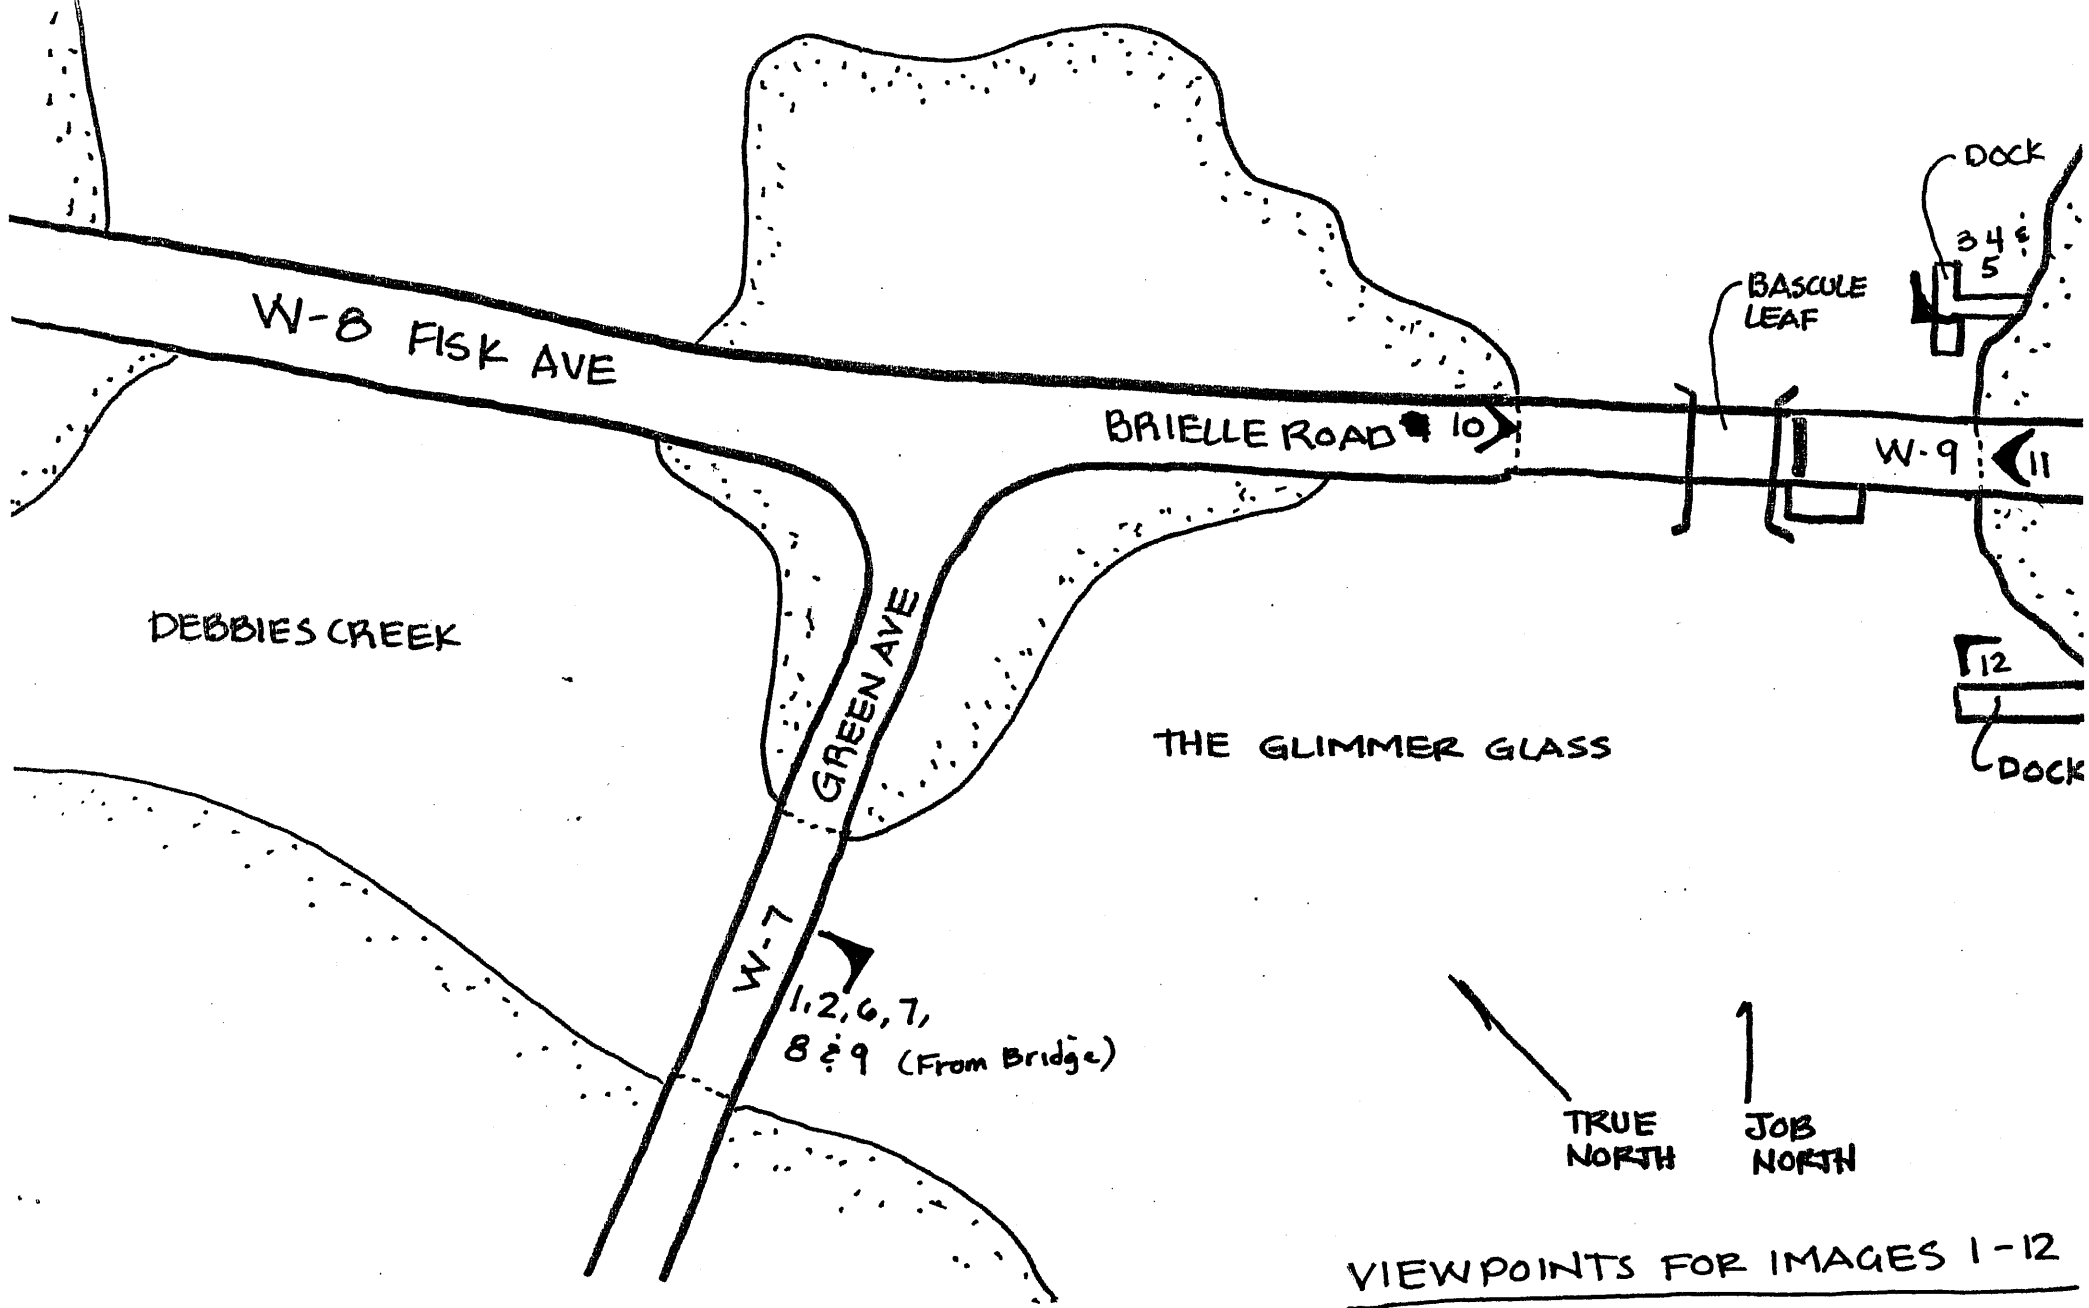 DOCK
3 4 &
5
BASCULE
LEAF
W-8 FISK AVE
BRIELLE ROAD 10
W-9 11
DEBBIES CREEK
GREEN AVE
12
THE GLIMMER GLASS
DOCK
W-7
1, 2, 6, 7,
8 & 9 (From Bridge)
TRUE
NORTH
JOB
NORTH
VIEWPOINTS FOR IMAGES 1-12